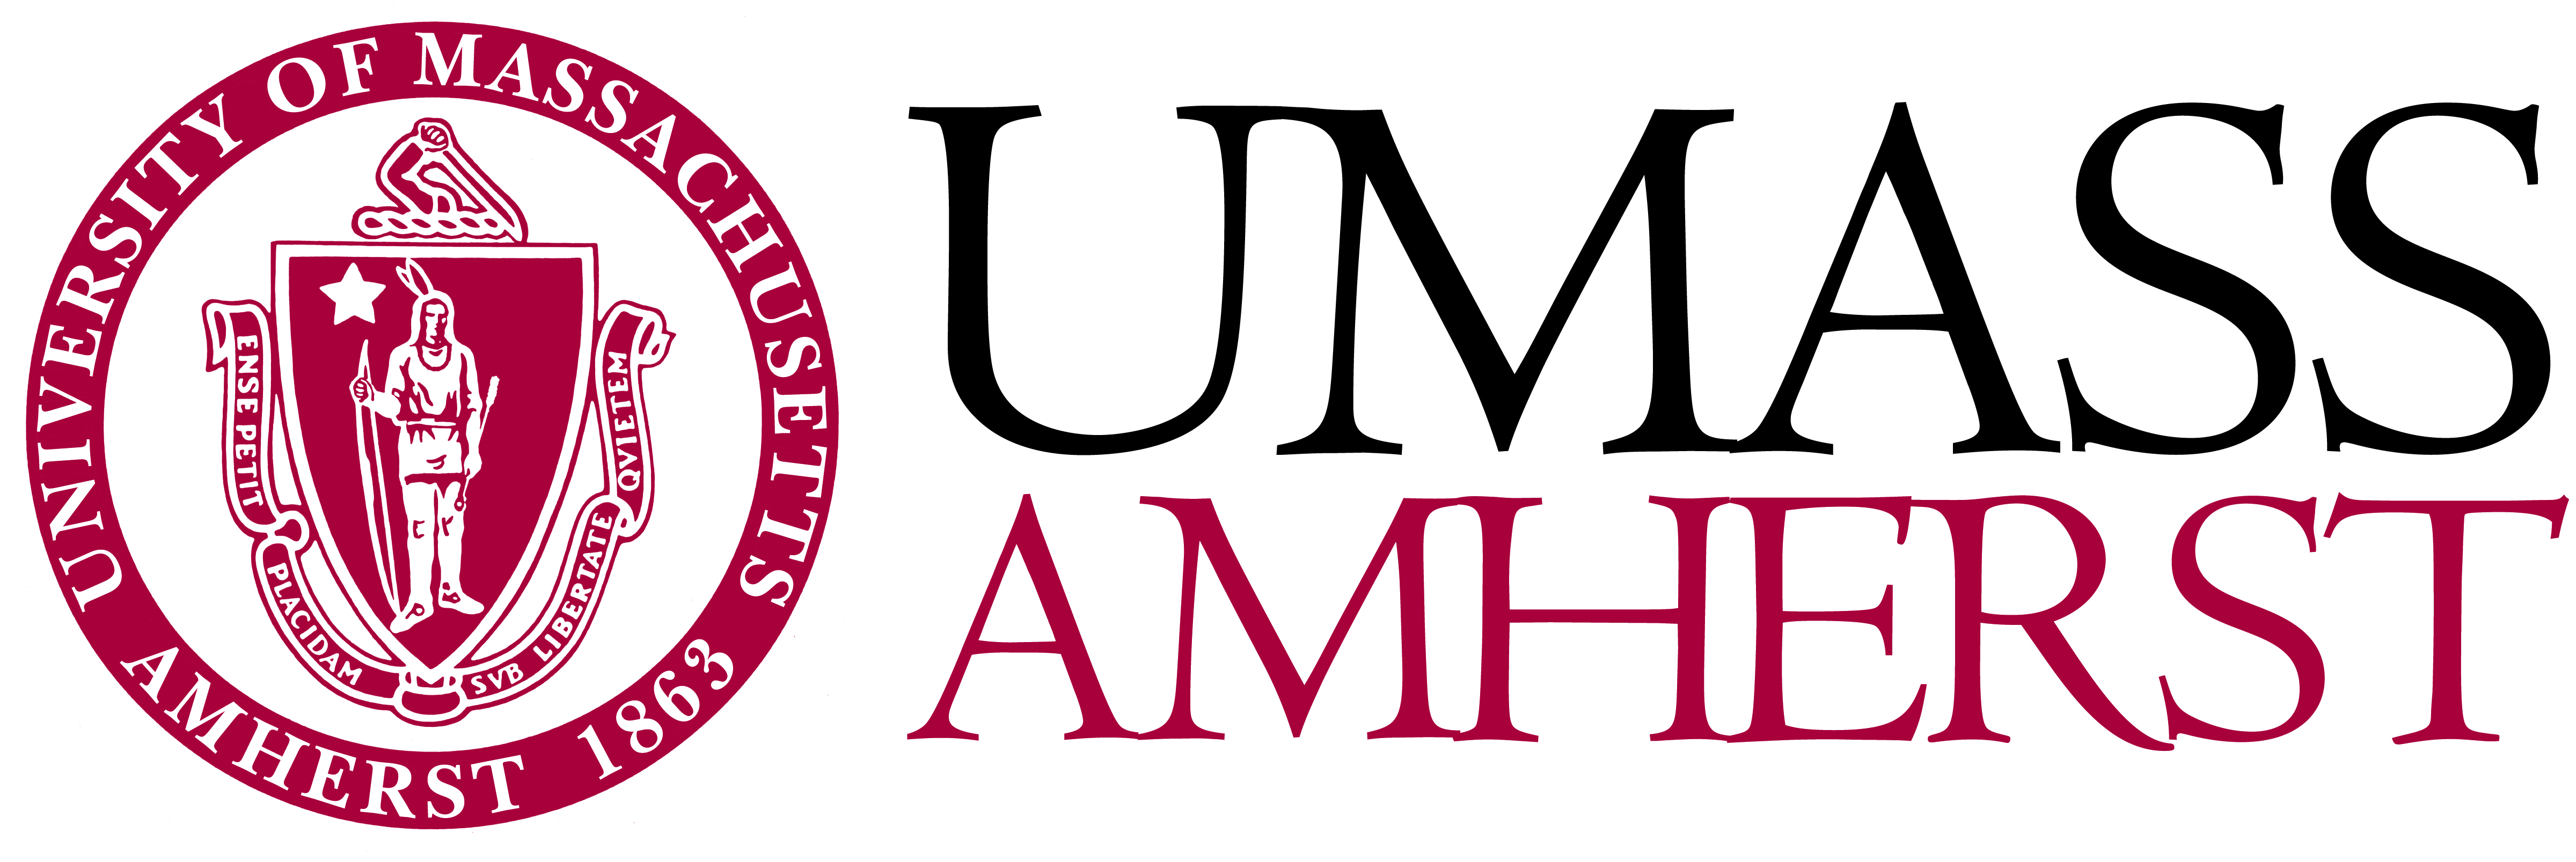 UNIVERSITY OF MASSACHUSETTS
AMHERST 1863
ENSE PETIT
PLACIDAM
SVB LIBERTATE
QVIETEM
UMASS
AMHERST